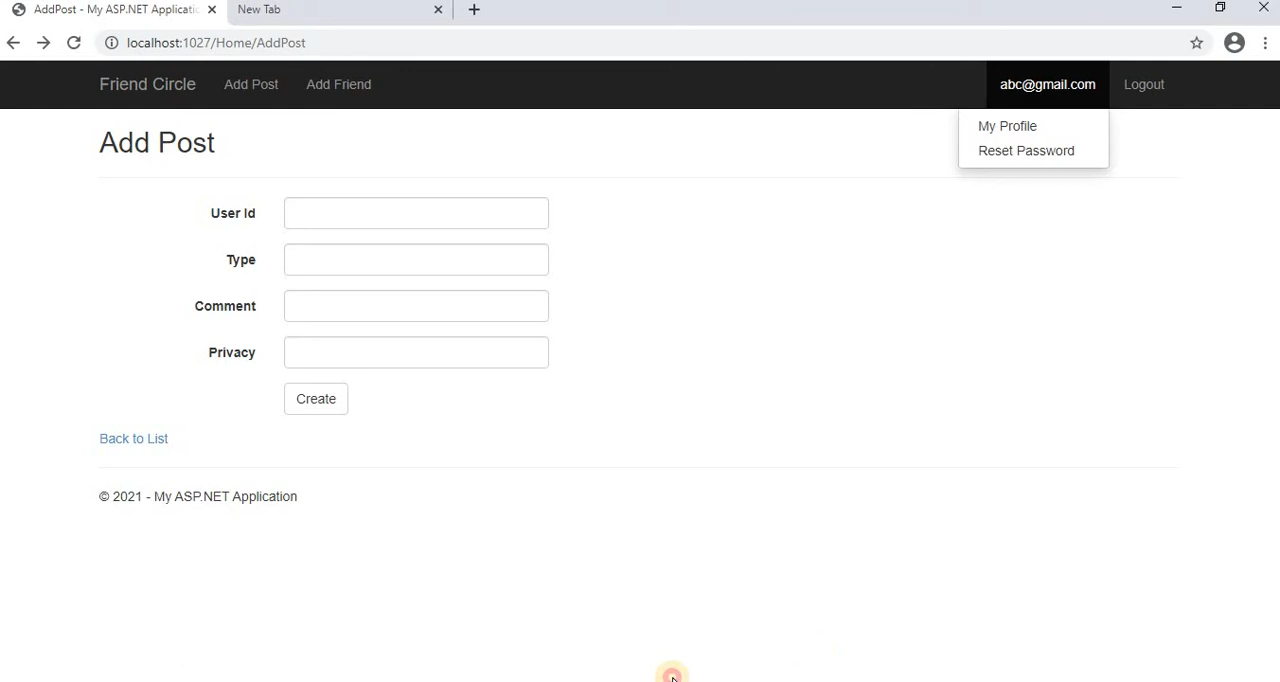 AddPost - My ASP.NET Applicati
New Tab
localhost:1027/Home/AddPost
Friend Circle Add Post Add Friend abc@gmail.com Logout
My Profile
Reset Password
Add Post
User Id
Type
Comment
Privacy
Create
Back to List
© 2021 - My ASP.NET Application